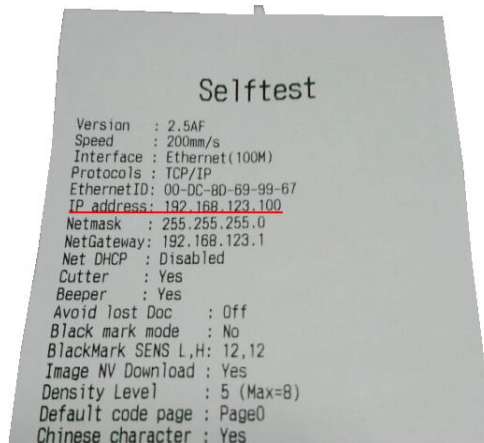 Selftest
Version : 2.5AF
Speed : 200mm/s
Interface : Ethernet(100M)
Protocols : TCP/IP
EthernetID: 00-DC-8D-69-99-67
IP address: 192.168.123.100
Netmask : 255.255.255.0
NetGateway: 192.168.123.1
Net DHCP : Disabled
Cutter : Yes
Beeper : Yes
Avoid lost Doc : Off
Black mark mode : No
BlackMark SENS L,H: 12,12
Image NV Download : Yes
Density Level : 5 (Max=8)
Default code page : Page0
Chinese character : Yes